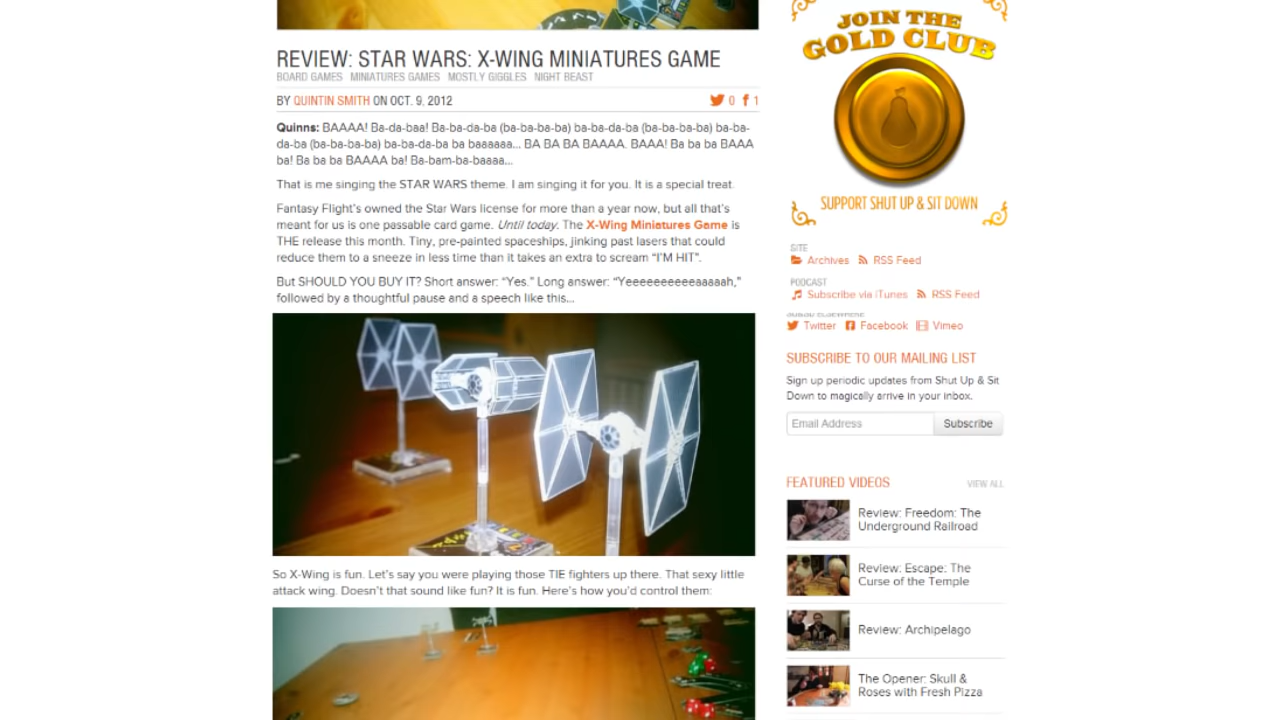 REVIEW: STAR WARS: X-WING MINIATURES GAME
BOARD GAMES MINIATURES GAMES MOSTLY GIGGLES NIGHT BEAST
BY QUINTIN SMITH ON OCT. 9, 2012
0 1
Quinns: BAAAA! Ba-da-baa! Ba-ba-da-ba (ba-ba-ba-ba) ba-ba-da-ba (ba-ba-ba-ba) ba-ba-
da-ba (ba-ba-ba-ba) ba-ba-da-ba ba baaaaaa... BA BA BA BAAAA. BAAA! Ba ba ba BAAA
ba! Ba ba ba BAAAA ba! Ba-bam-ba-baaaa...
That is me singing the STAR WARS theme. I am singing it for you. It is a special treat.
Fantasy Flight's owned the Star Wars license for more than a year now, but all that's
meant for us is one passable card game. Until today. The X-Wing Miniatures Game is
THE release this month. Tiny, pre-painted spaceships, jinking past lasers that could
reduce them to a sneeze in less time than it takes an extra to scream “I'M HIT”.
But SHOULD YOU BUY IT? Short answer: “Yes.” Long answer: “Yeeeeeeeeeeaaaaah,”
followed by a thoughtful pause and a speech like this...
So X-Wing is fun. Let's say you were playing those TIE fighters up there. That sexy little
attack wing. Doesn't that sound like fun? It is fun. Here's how you'd control them:
JOIN THE
GOLD CLUB
SUPPORT SHUT UP & SIT DOWN
SITE
Archives RSS Feed
PODCAST
Subscribe via iTunes RSS Feed
Twitter Facebook Vimeo
SUBSCRIBE TO OUR MAILING LIST
Sign up periodic updates from Shut Up & Sit
Down to magically arrive in your inbox.
Email Address Subscribe
FEATURED VIDEOS VIEW ALL
Review: Freedom: The
Underground Railroad
Review: Escape: The
Curse of the Temple
Review: Archipelago
The Opener: Skull &
Roses with Fresh Pizza